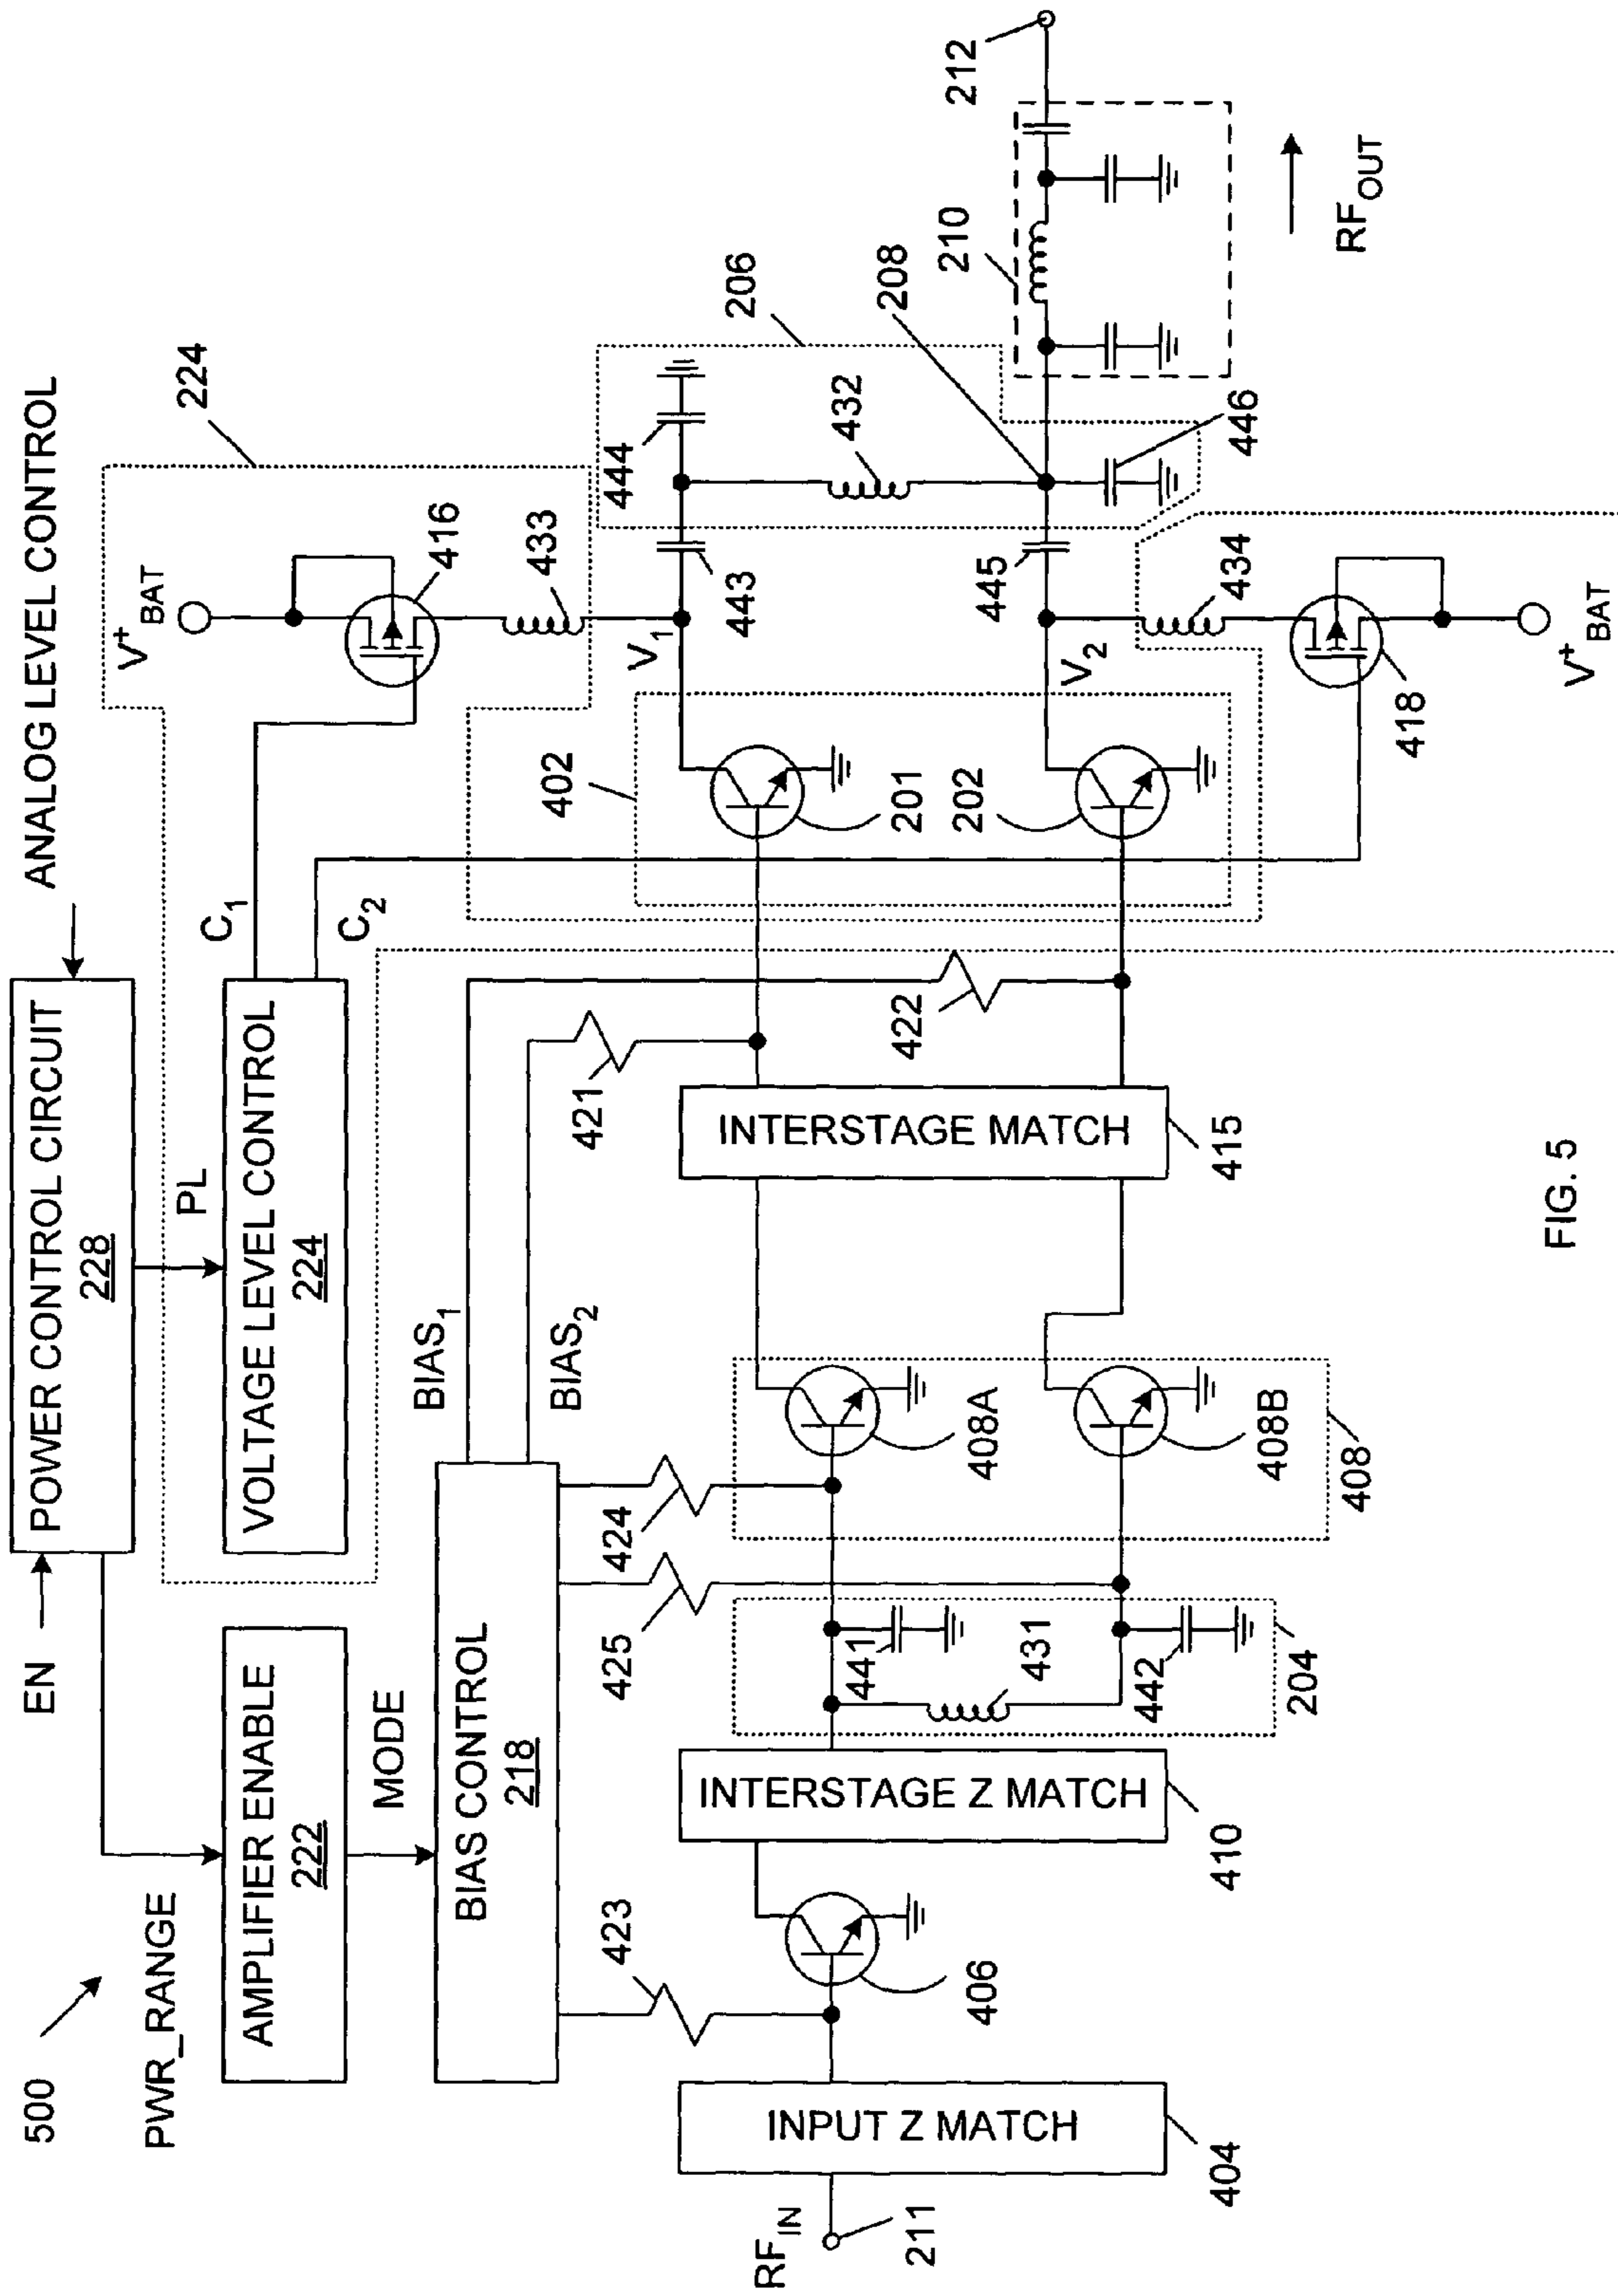 500
EN
POWER CONTROL CIRCUIT
228
ANALOG LEVEL CONTROL
PWR_RANGE
AMPLIFIER ENABLE
222
PL
VOLTAGE LEVEL CONTROL
224
C1
C2
V+BAT
224
416
433
MODE
BIAS CONTROL
218
BIAS1
BIAS2
423
425
424
421
422
402
V1
443
444
206
432
208
210
212
RFIN
211
INPUT Z MATCH
404
406
INTERSTAGE Z MATCH
410
441
431
442
204
408A
408B
408
INTERSTAGE MATCH
415
201
202
V2
445
446
434
418
V+BAT
RFOUT
FIG. 5